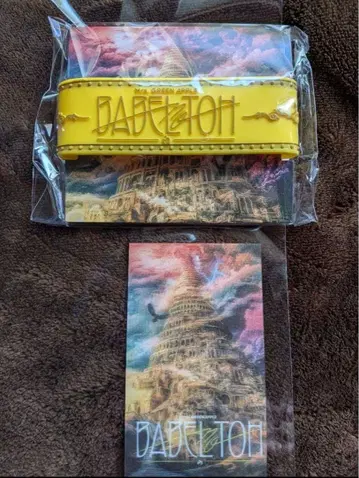 MRS. GREEN APPLE
BABEL no TOH
BABEL no TOH